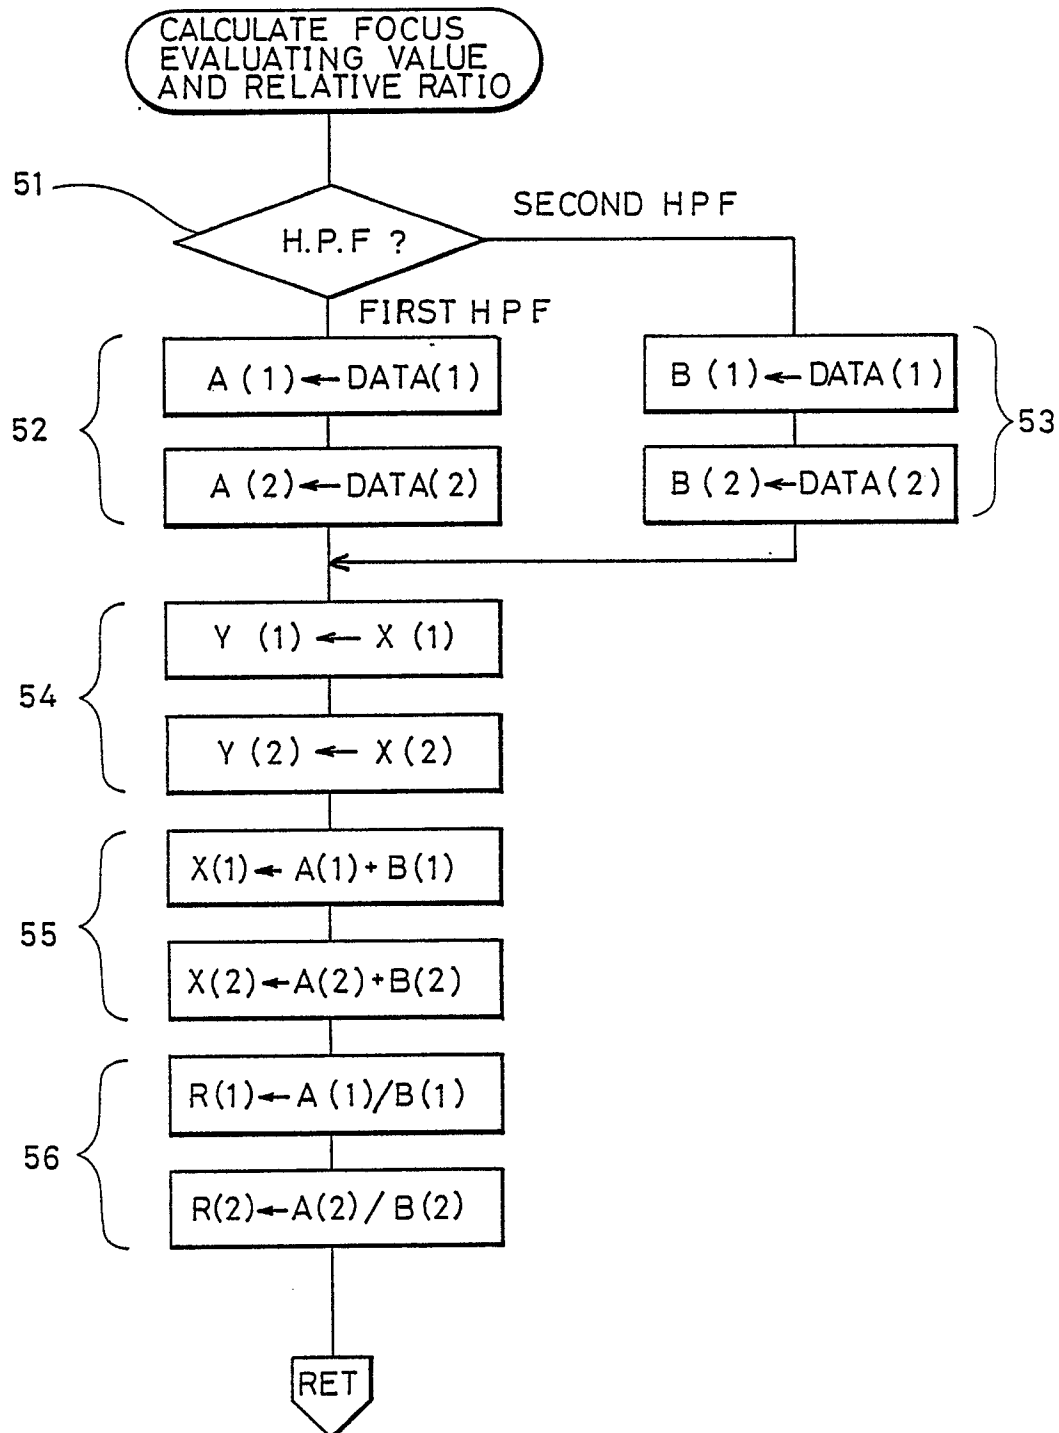 CALCULATE FOCUS
EVALUATING VALUE
AND RELATIVE RATIO
51
H.P.F ?
SECOND HPF
FIRST HPF
52
A(1)←DATA(1)
B(1)←DATA(1)
53
A(2)←DATA(2)
B(2)←DATA(2)
54
Y(1)←X(1)
Y(2)←X(2)
55
X(1)←A(1)+B(1)
X(2)←A(2)+B(2)
56
R(1)←A(1)/B(1)
R(2)←A(2)/B(2)
RET